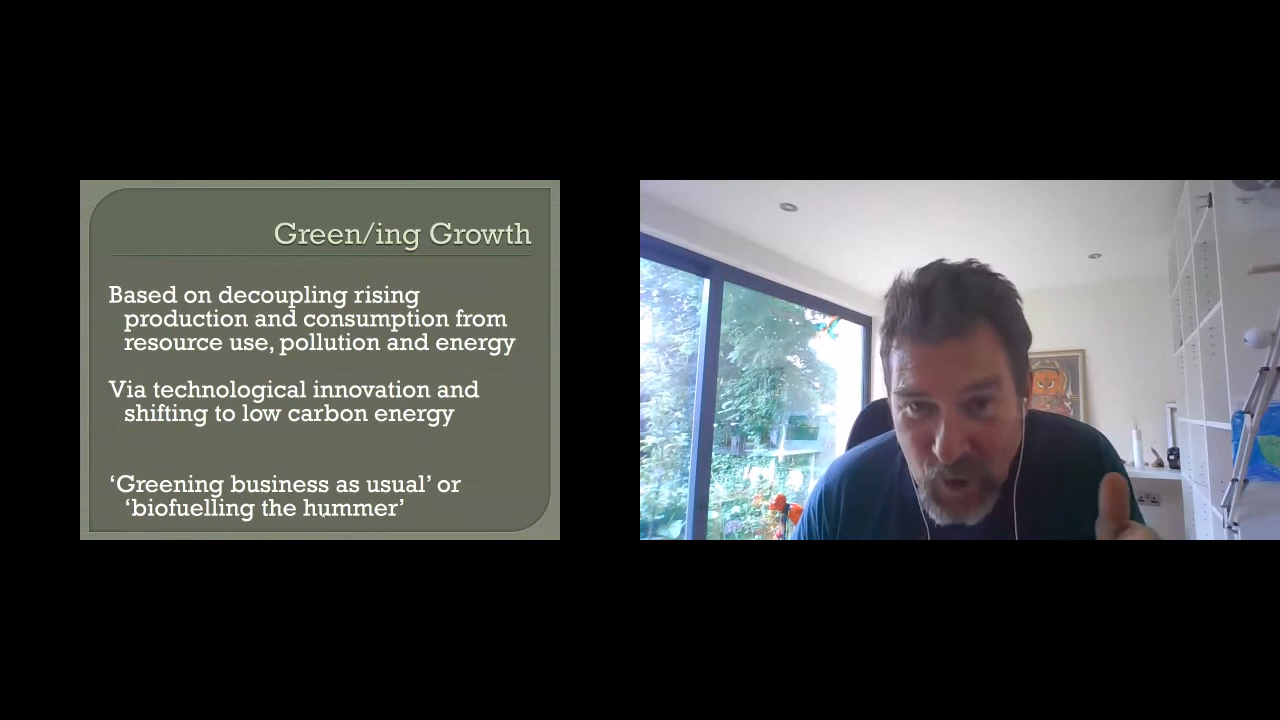 Green/ing Growth
Based on decoupling rising
production and consumption from
resource use, pollution and energy
Via technological innovation and
shifting to low carbon energy
‘Greening business as usual’ or
‘biofuelling the hummer’